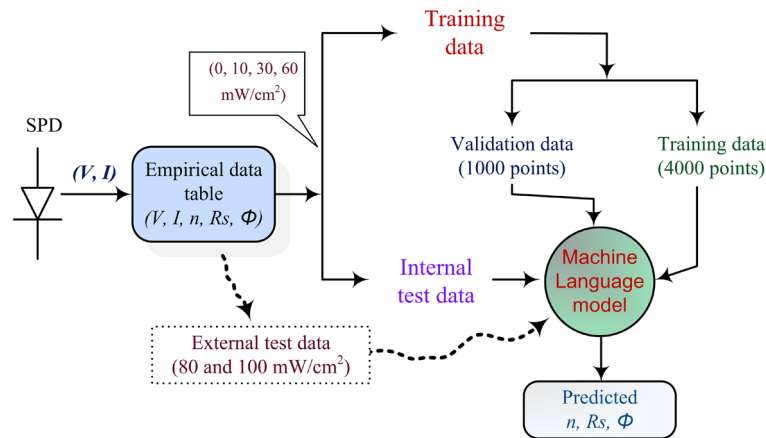 Training
data
(0, 10, 30, 60
mW/cm²)
SPD
(V, I)
Empirical data
table
(V, I, n, Rs, Φ)
Validation data
(1000 points)
Training data
(4000 points)
Internal
test data
Machine
Language
model
External test data
(80 and 100 mW/cm²)
Predicted
n, Rs, Φ